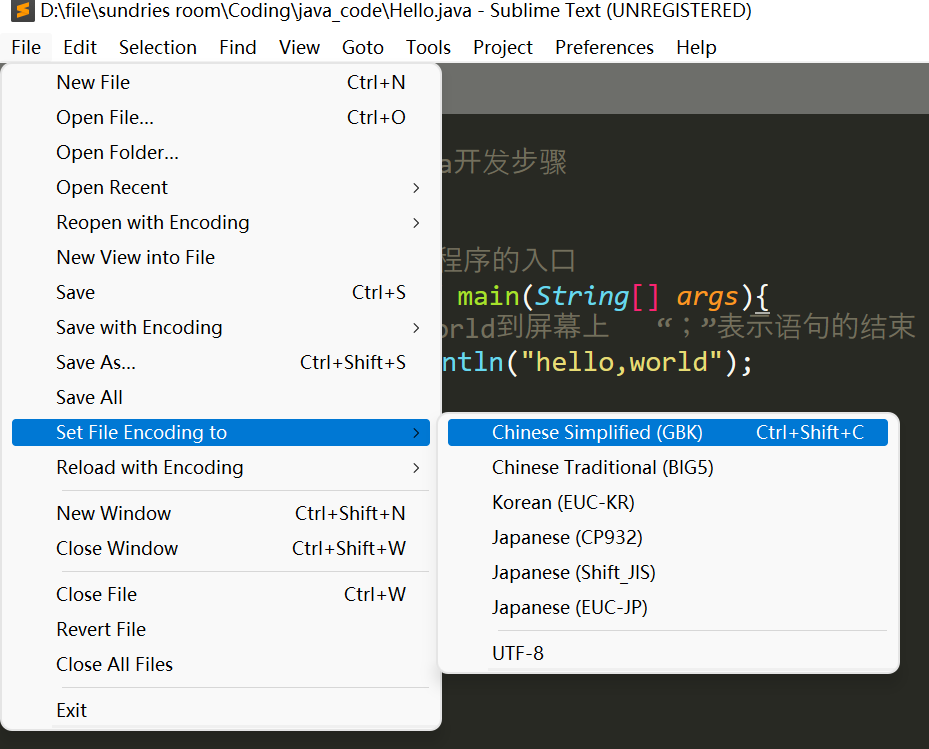 D:\file\sundries room\Coding\java_code\Hello.java - Sublime Text (UNREGISTERED)
File Edit Selection Find View Goto Tools Project Preferences Help
New File Ctrl+N
Open File... Ctrl+O
Open Folder...
Open Recent
Reopen with Encoding
New View into File
Save Ctrl+S
Save with Encoding
Save As... Ctrl+Shift+S
Save All
Set File Encoding to
Reload with Encoding
New Window Ctrl+Shift+N
Close Window Ctrl+Shift+W
Close File Ctrl+W
Revert File
Close All Files
Exit
a开发步骤
程序的入口
main(String[] args){
orld到屏幕上 “；”表示语句的结束
ntln("hello,world");
Chinese Simplified (GBK) Ctrl+Shift+C
Chinese Traditional (BIG5)
Korean (EUC-KR)
Japanese (CP932)
Japanese (Shift_JIS)
Japanese (EUC-JP)
UTF-8